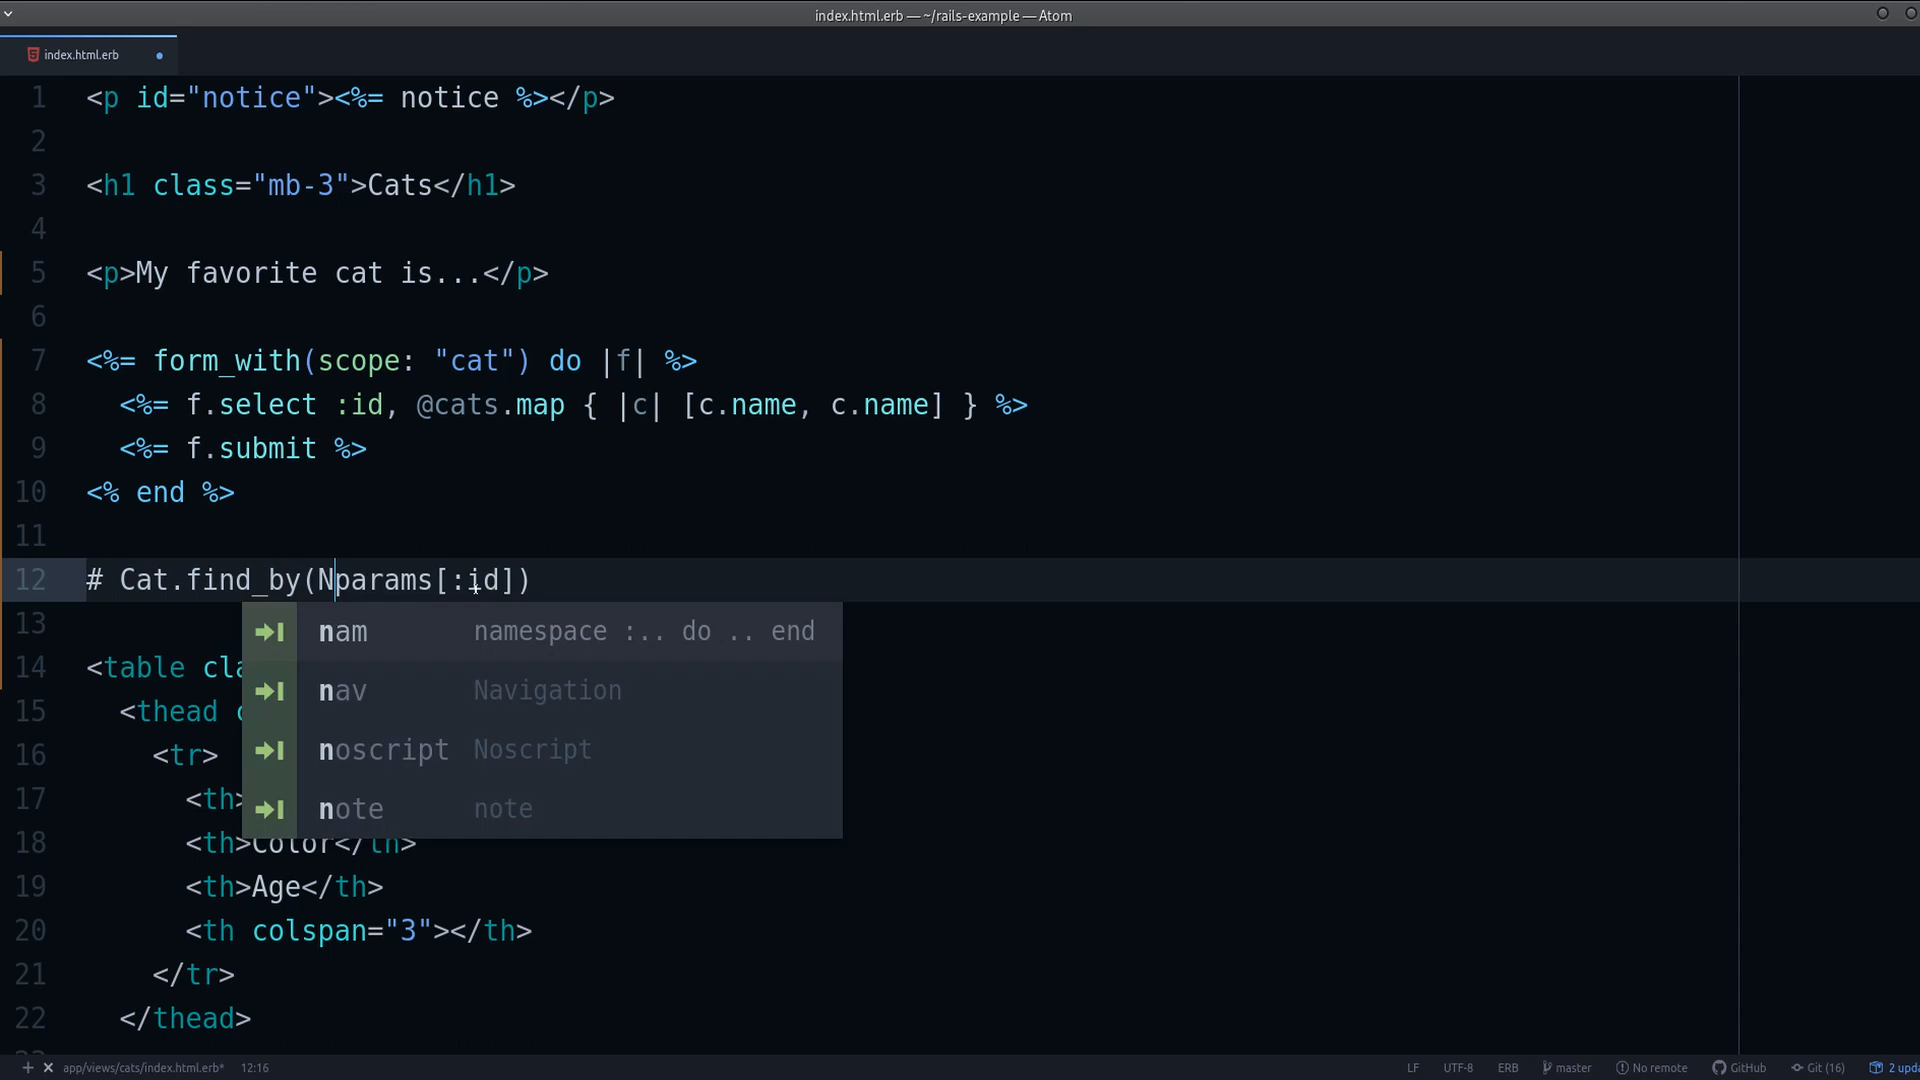 index.html.erb — ~/rails-example — Atom
index.html.erb
1 <p id="notice"><%= notice %></p>
2
3 <h1 class="mb-3">Cats</h1>
4
5 <p>My favorite cat is...</p>
6
7 <%= form_with(scope: "cat") do |f| %>
8 <%= f.select :id, @cats.map { |c| [c.name, c.name] } %>
9 <%= f.submit %>
10 <% end %>
11
12 # Cat.find_by(Nparams[:id])
nam namespace :.. do .. end
13
14 <table cla
nav Navigation
15 <thead
16 <tr>
noscript Noscript
17 <th>
note note
18 <th>Color</th>
19 <th>Age</th>
20 <th colspan="3"></th>
21 </tr>
22 </thead>
app/views/cats/index.html.erb* 12:16 LF UTF-8 ERB master No remote GitHub Git (16) 2 upda